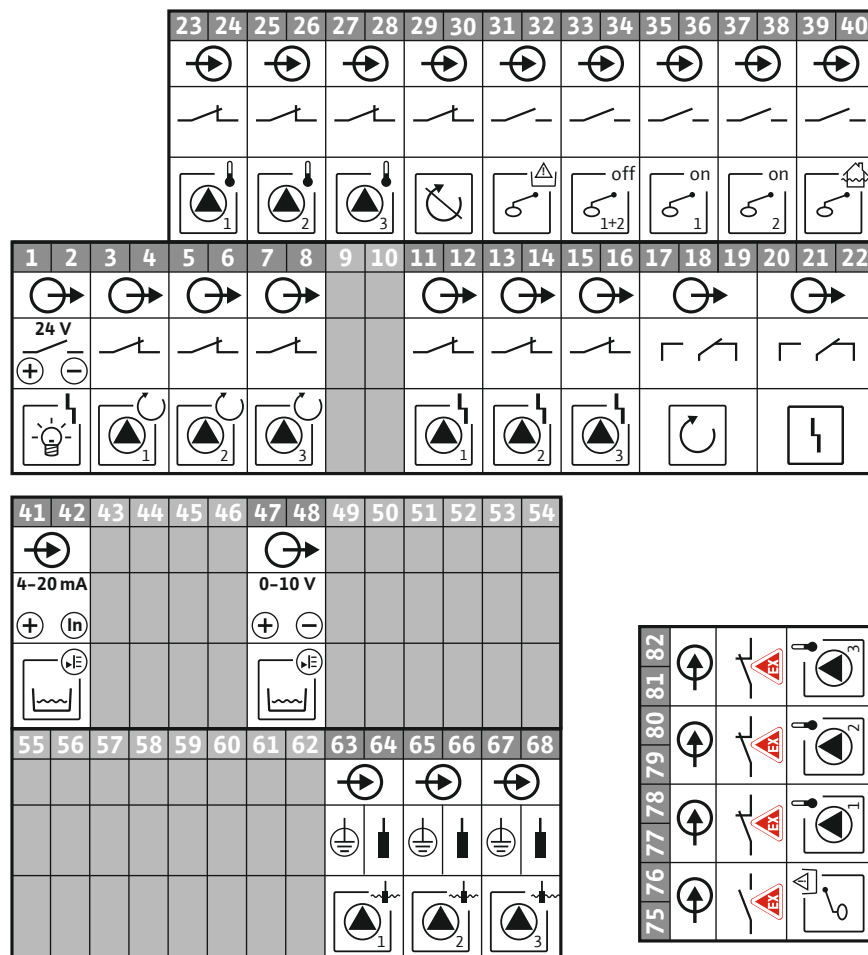 23 24 25 26 27 28 29 30 31 32 33 34 35 36 37 38 39 40
off on on
1 2 3 1+2 1 2
1 2 3 4 5 6 7 8 9 10 11 12 13 14 15 16 17 18 19 20 21 22
24 V
+ −
1 2 3 1 2 3
41 42 43 44 45 46 47 48 49 50 51 52 53 54
4–20 mA 0–10 V
+ In + −
55 56 57 58 59 60 61 62 63 64 65 66 67 68
1 2 3
82 81 80 79 78 77 76 75
EX
EX
EX
EX
3
2
1